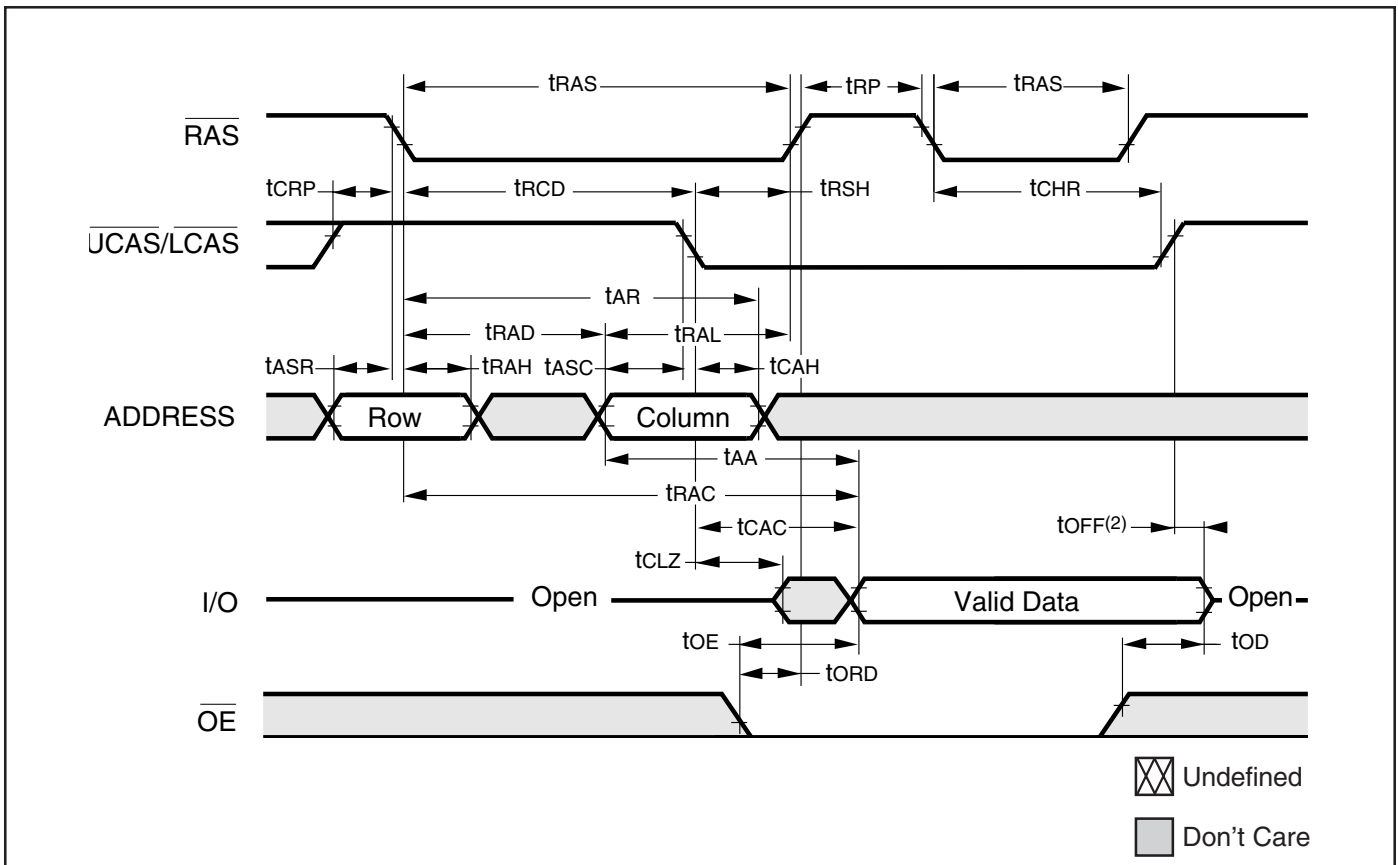 tRAS tRP tRAS
RAS
tCRP tRCD tRSH tCHR
UCAS/LCAS
tAR
tRAD tRAL
tASR tRAH tASC tCAH
ADDRESS Row Column
tAA
tRAC
tCAC tOFF(2)
tCLZ
I/O Open Valid Data Open
tOE tOD
tORD
OE
Undefined
Don't Care